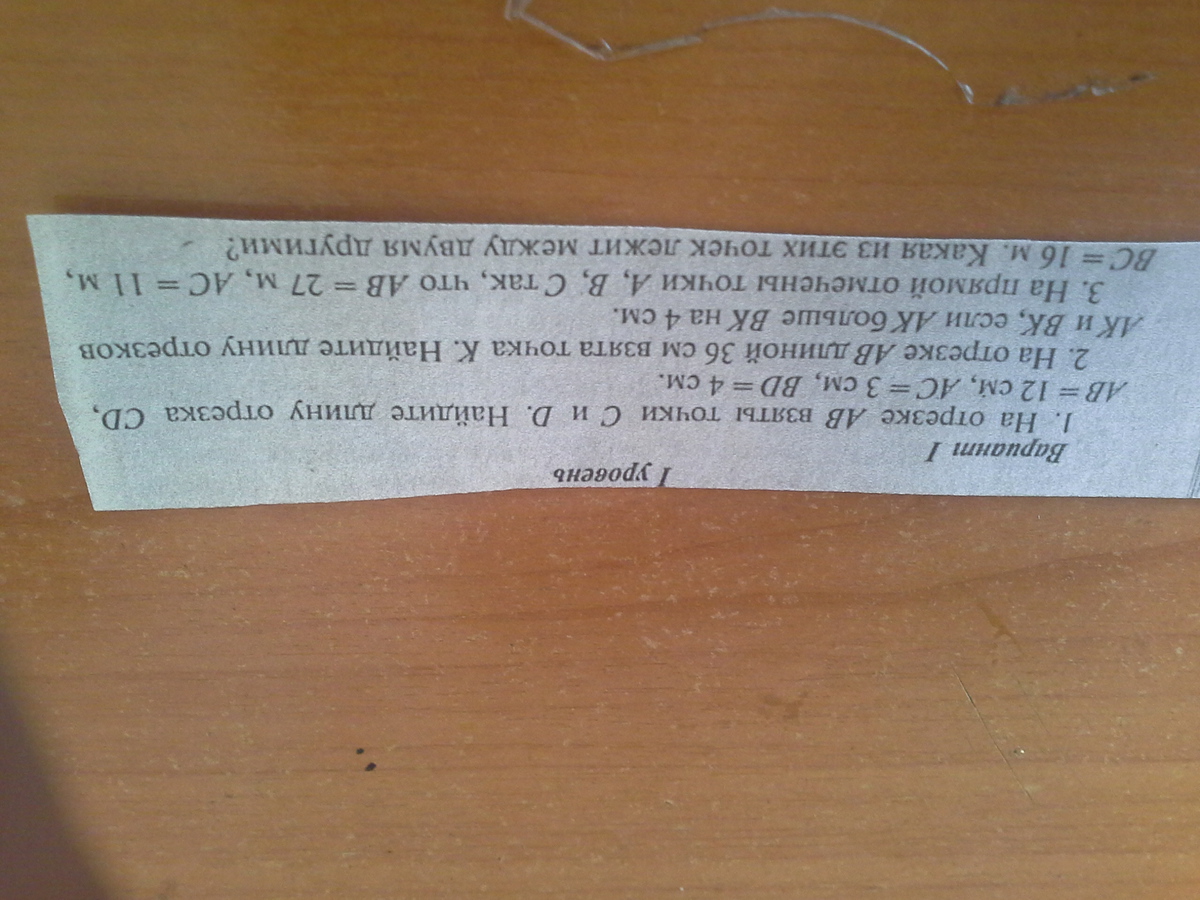 I уровень
Вариант I
1. На отрезке AB взяты точки C и D. Найдите длину отрезка CD,
AB = 12 см, AC = 3 см, BD = 4 см.
2. На отрезке AB длиной 36 см взята точка K. Найдите длину отрезков
AK и BK, если AK больше BK на 4 см.
3. На прямой отмечены точки A, B, C так, что AB = 27 м, AC = 11 м,
BC = 16 м. Какая из этих точек лежит между двумя другими?